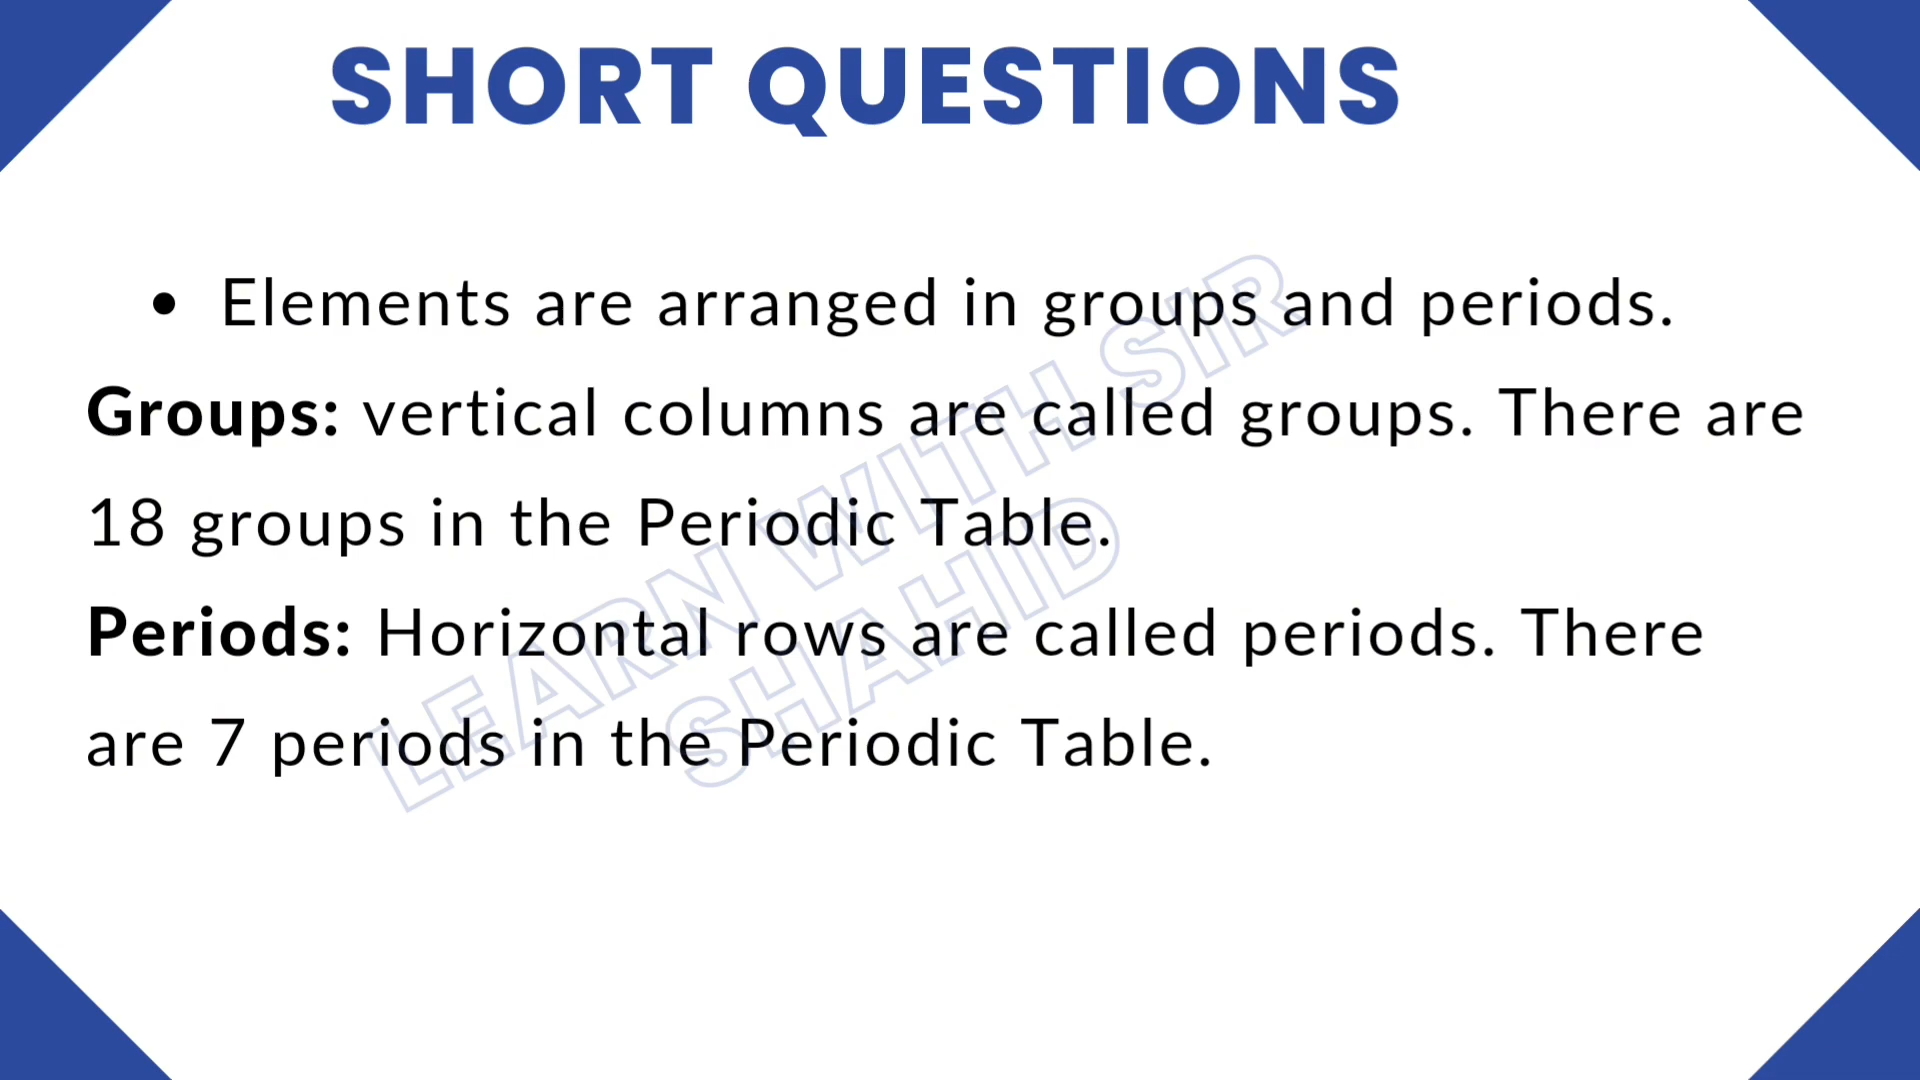 SHORT QUESTIONS
• Elements are arranged in groups and periods.
Groups: vertical columns are called groups. There are
18 groups in the Periodic Table.
Periods: Horizontal rows are called periods. There
are 7 periods in the Periodic Table.
LEARN WITH SIR
SHAHID